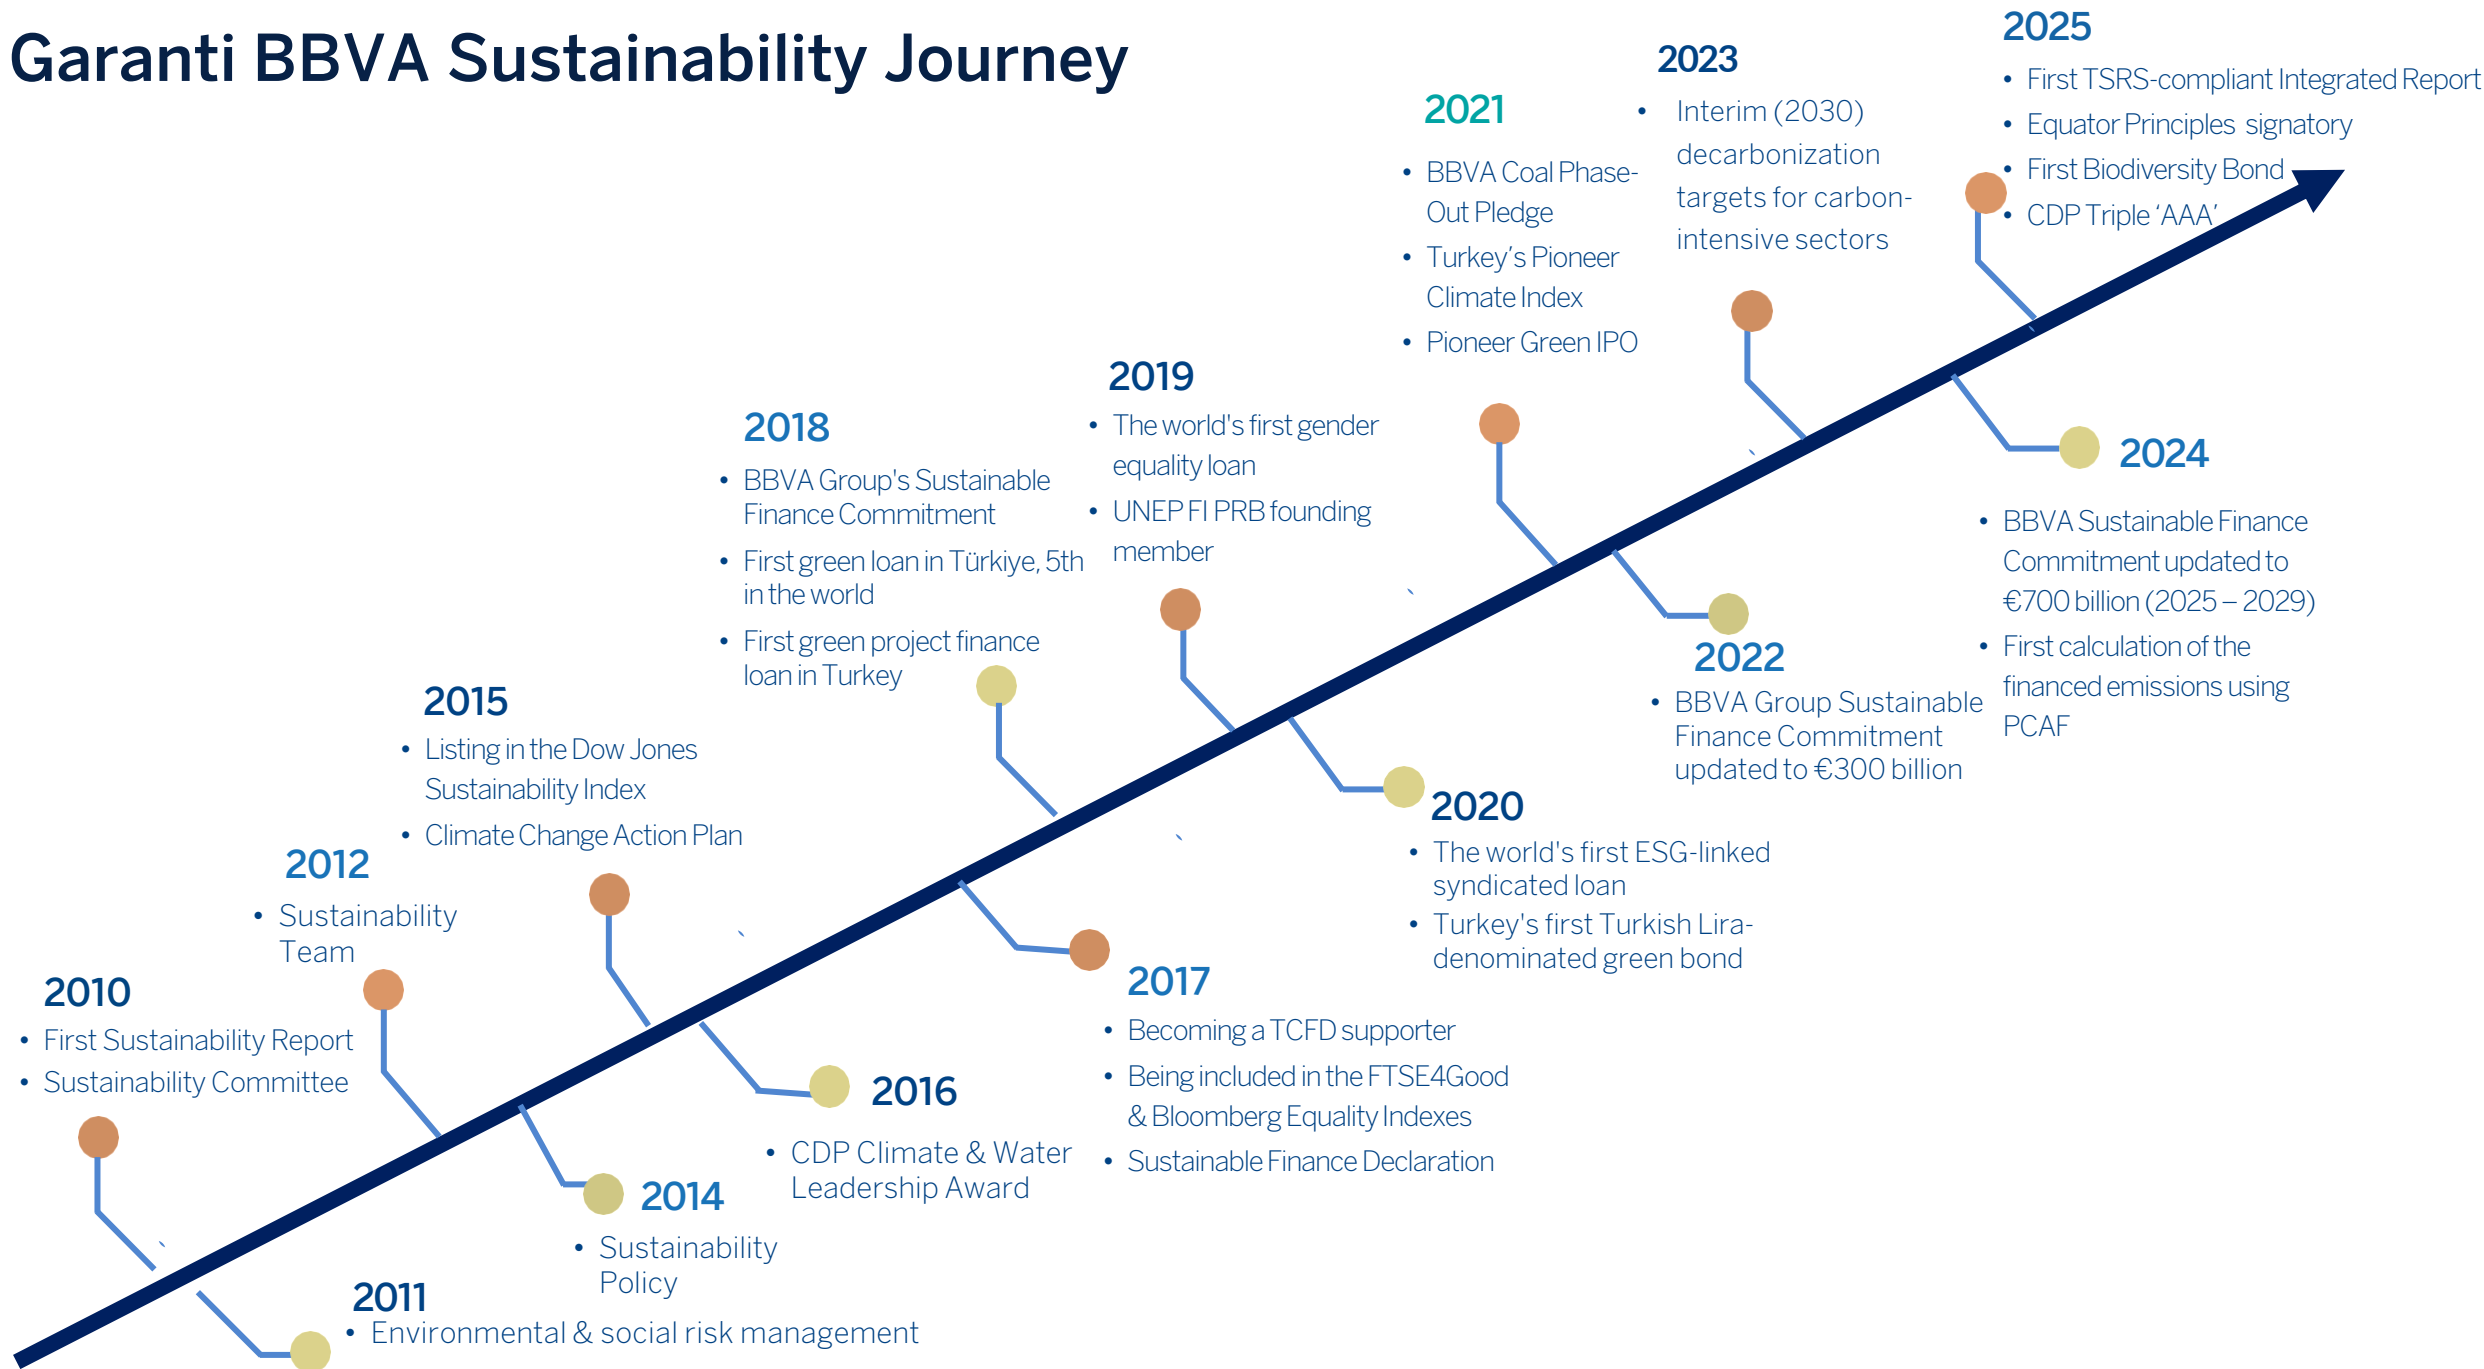 Garanti BBVA Sustainability Journey
2010
• First Sustainability Report
• Sustainability Committee
2011
• Environmental & social risk management
2012
• Sustainability
Team
2014
• Sustainability
Policy
2015
• Listing in the Dow Jones
Sustainability Index
• Climate Change Action Plan
2016
• CDP Climate & Water
Leadership Award
2017
• Becoming a TCFD supporter
• Being included in the FTSE4Good
& Bloomberg Equality Indexes
• Sustainable Finance Declaration
2018
• BBVA Group's Sustainable
Finance Commitment
• First green loan in Türkiye, 5th
in the world
• First green project finance
loan in Turkey
2019
• The world's first gender
equality loan
• UNEP FI PRB founding
member
2020
• The world's first ESG-linked
syndicated loan
• Turkey's first Turkish Lira-
denominated green bond
2021
• BBVA Coal Phase-
Out Pledge
• Turkey’s Pioneer
Climate Index
• Pioneer Green IPO
2022
• BBVA Group Sustainable
Finance Commitment
updated to €300 billion
2023
• Interim (2030)
decarbonization
targets for carbon-
intensive sectors
2024
• BBVA Sustainable Finance
Commitment updated to
€700 billion (2025 – 2029)
• First calculation of the
financed emissions using
PCAF
2025
• First TSRS-compliant Integrated Report
• Equator Principles signatory
• First Biodiversity Bond
• CDP Triple ‘AAA’